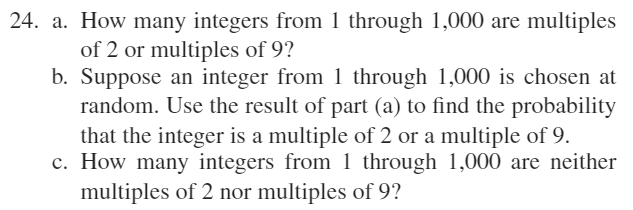 24. a. How many integers from 1 through 1,000 are multiples
of 2 or multiples of 9?
b. Suppose an integer from 1 through 1,000 is chosen at
random. Use the result of part (a) to find the probability
that the integer is a multiple of 2 or a multiple of 9.
c. How many integers from 1 through 1,000 are neither
multiples of 2 nor multiples of 9?